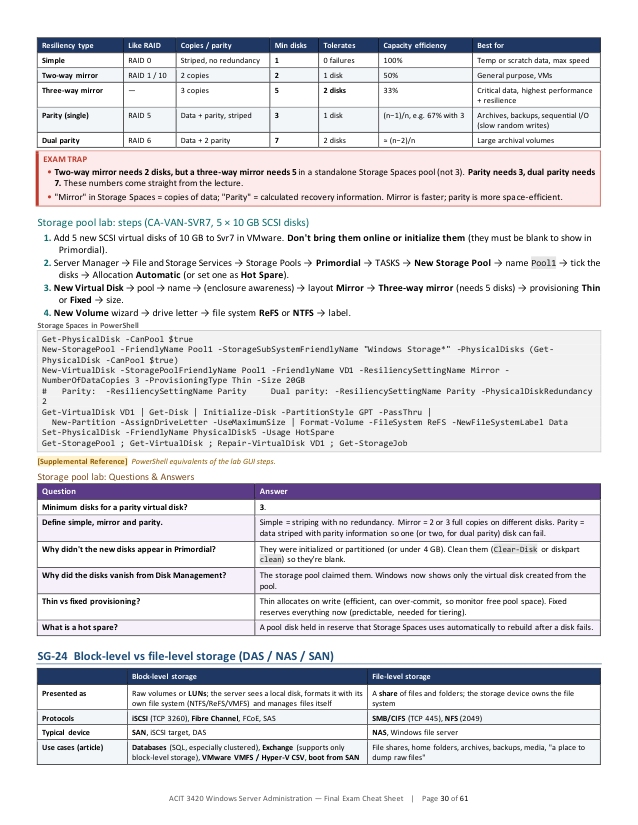 Resiliency type Like RAID Copies / parity Min disks Tolerates Capacity efficiency Best for
Simple RAID 0 Striped, no redundancy 1 0 failures 100% Temp or scratch data, max speed
Two-way mirror RAID 1 / 10 2 copies 2 1 disk 50% General purpose, VMs
Three-way mirror — 3 copies 5 2 disks 33% Critical data, highest performance
+ resilience
Parity (single) RAID 5 Data + parity, striped 3 1 disk (n−1)/n, e.g. 67% with 3 Archives, backups, sequential I/O
(slow random writes)
Dual parity RAID 6 Data + 2 parity 7 2 disks ≈ (n−2)/n Large archival volumes
EXAM TRAP
• Two-way mirror needs 2 disks, but a three-way mirror needs 5 in a standalone Storage Spaces pool (not 3). Parity needs 3, dual parity needs
7. These numbers come straight from the lecture.
• "Mirror" in Storage Spaces = copies of data; "Parity" = calculated recovery information. Mirror is faster; parity is more space-efficient.
Storage pool lab: steps (CA-VAN-SVR7, 5 × 10 GB SCSI disks)
1. Add 5 new SCSI virtual disks of 10 GB to Svr7 in VMware. Don't bring them online or initialize them (they must be blank to show in
Primordial).
2. Server Manager → File and Storage Services → Storage Pools → Primordial → TASKS → New Storage Pool → name Pool1 → tick the
disks → Allocation Automatic (or set one as Hot Spare).
3. New Virtual Disk → pool → name → (enclosure awareness) → layout Mirror → Three-way mirror (needs 5 disks) → provisioning Thin
or Fixed → size.
4. New Volume wizard → drive letter → file system ReFS or NTFS → label.
Storage Spaces in PowerShell
Get-PhysicalDisk -CanPool $true
New-StoragePool -FriendlyName Pool1 -StorageSubSystemFriendlyName "Windows Storage*" -PhysicalDisks (Get-
PhysicalDisk -CanPool $true)
New-VirtualDisk -StoragePoolFriendlyName Pool1 -FriendlyName VD1 -ResiliencySettingName Mirror -
NumberOfDataCopies 3 -ProvisioningType Thin -Size 20GB
# Parity: -ResiliencySettingName Parity Dual parity: -ResiliencySettingName Parity -PhysicalDiskRedundancy
2
Get-VirtualDisk VD1 | Get-Disk | Initialize-Disk -PartitionStyle GPT -PassThru |
New-Partition -AssignDriveLetter -UseMaximumSize | Format-Volume -FileSystem ReFS -NewFileSystemLabel Data
Set-PhysicalDisk -FriendlyName PhysicalDisk5 -Usage HotSpare
Get-StoragePool ; Get-VirtualDisk ; Repair-VirtualDisk VD1 ; Get-StorageJob
[Supplemental Reference] PowerShell equivalents of the lab GUI steps.
Storage pool lab: Questions & Answers
Question Answer
Minimum disks for a parity virtual disk? 3.
Define simple, mirror and parity. Simple = striping with no redundancy. Mirror = 2 or 3 full copies on different disks. Parity =
data striped with parity information so one (or two, for dual parity) disk can fail.
Why didn't the new disks appear in Primordial? They were initialized or partitioned (or under 4 GB). Clean them (Clear-Disk or diskpart
clean) so they're blank.
Why did the disks vanish from Disk Management? The storage pool claimed them. Windows now shows only the virtual disk created from the
pool.
Thin vs fixed provisioning? Thin allocates on write (efficient, can over-commit, so monitor free pool space). Fixed
reserves everything now (predictable, needed for tiering).
What is a hot spare? A pool disk held in reserve that Storage Spaces uses automatically to rebuild after a disk fails.
SG-24 Block-level vs file-level storage (DAS / NAS / SAN)
Block-level storage File-level storage
Presented as Raw volumes or LUNs; the server sees a local disk, formats it with its
own file system (NTFS/ReFS/VMFS) and manages files itself A share of files and folders; the storage device owns the file
system
Protocols iSCSI (TCP 3260), Fibre Channel, FCoE, SAS SMB/CIFS (TCP 445), NFS (2049)
Typical device SAN, iSCSI target, DAS NAS, Windows file server
Use cases (article) Databases (SQL, especially clustered), Exchange (supports only
block-level storage), VMware VMFS / Hyper-V CSV, boot from SAN File shares, home folders, archives, backups, media, "a place to
dump raw files"
ACIT 3420 Windows Server Administration — Final Exam Cheat Sheet | Page 30 of 61